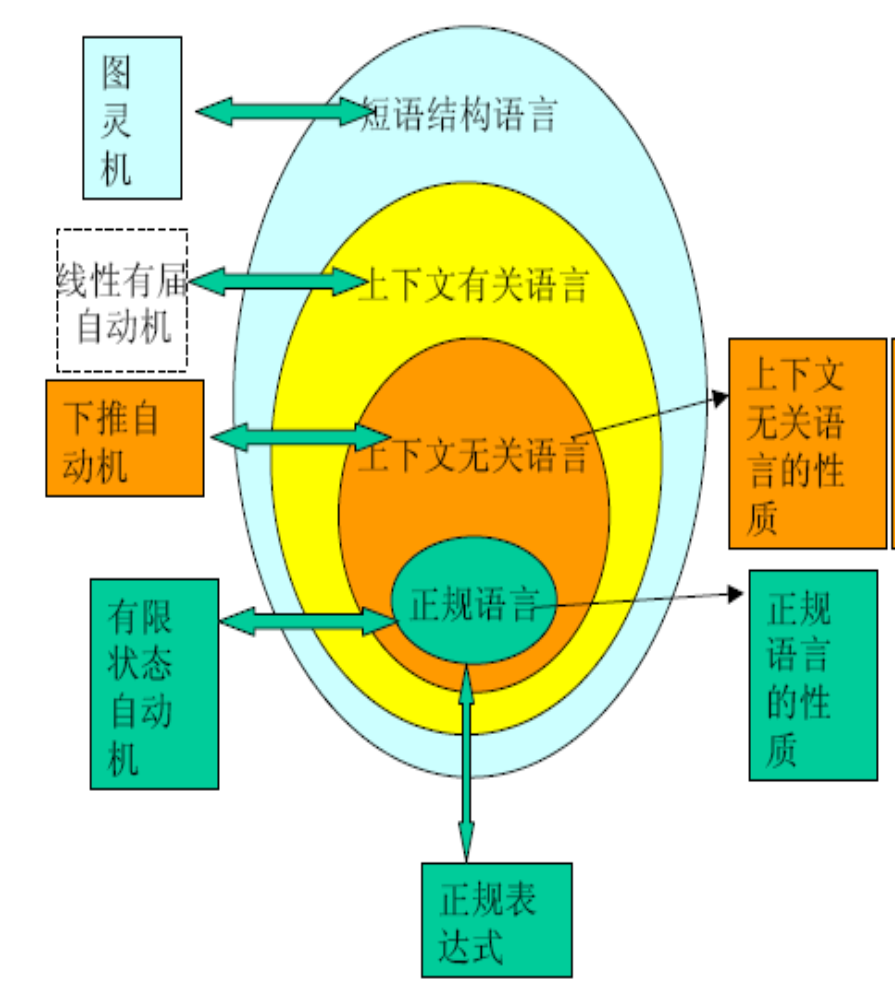 图
灵
机
短语结构语言
线性有届
自动机
上下文有关语言
下推自
动机
上下文无关语言
上下文
无关语
言的性
质
有限
状态
自动
机
正规语言
正规
语言
的性
质
正规表
达式